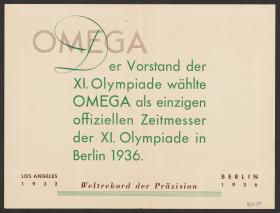 OMEGA
Der Vorstand der
XI. Olympiade wählte
OMEGA als einzigen
offiziellen Zeitmesser
der XI. Olympiade in
Berlin 1936.
LOS ANGELES
1932
Weltrekord der Präzision
BERLIN
1936